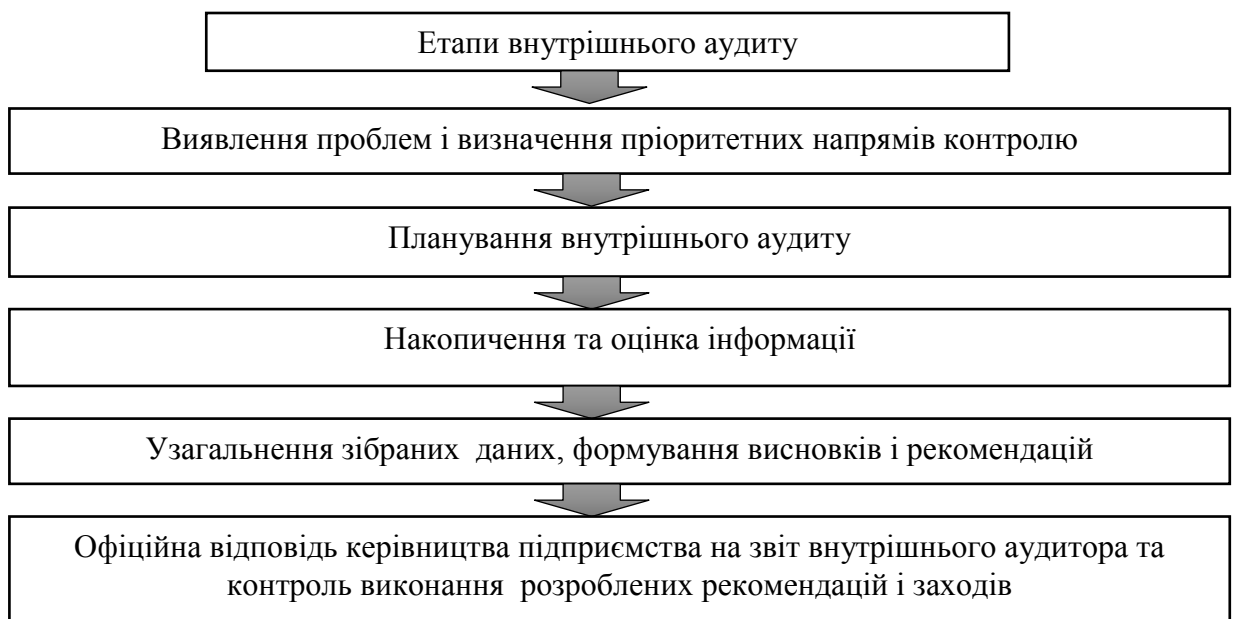 Етапи внутрішнього аудиту
Виявлення проблем і визначення пріоритетних напрямів контролю
Планування внутрішнього аудиту
Накопичення та оцінка інформації
Узагальнення зібраних даних, формування висновків і рекомендацій
Офіційна відповідь керівництва підприємства на звіт внутрішнього аудитора та
контроль виконання розроблених рекомендацій і заходів